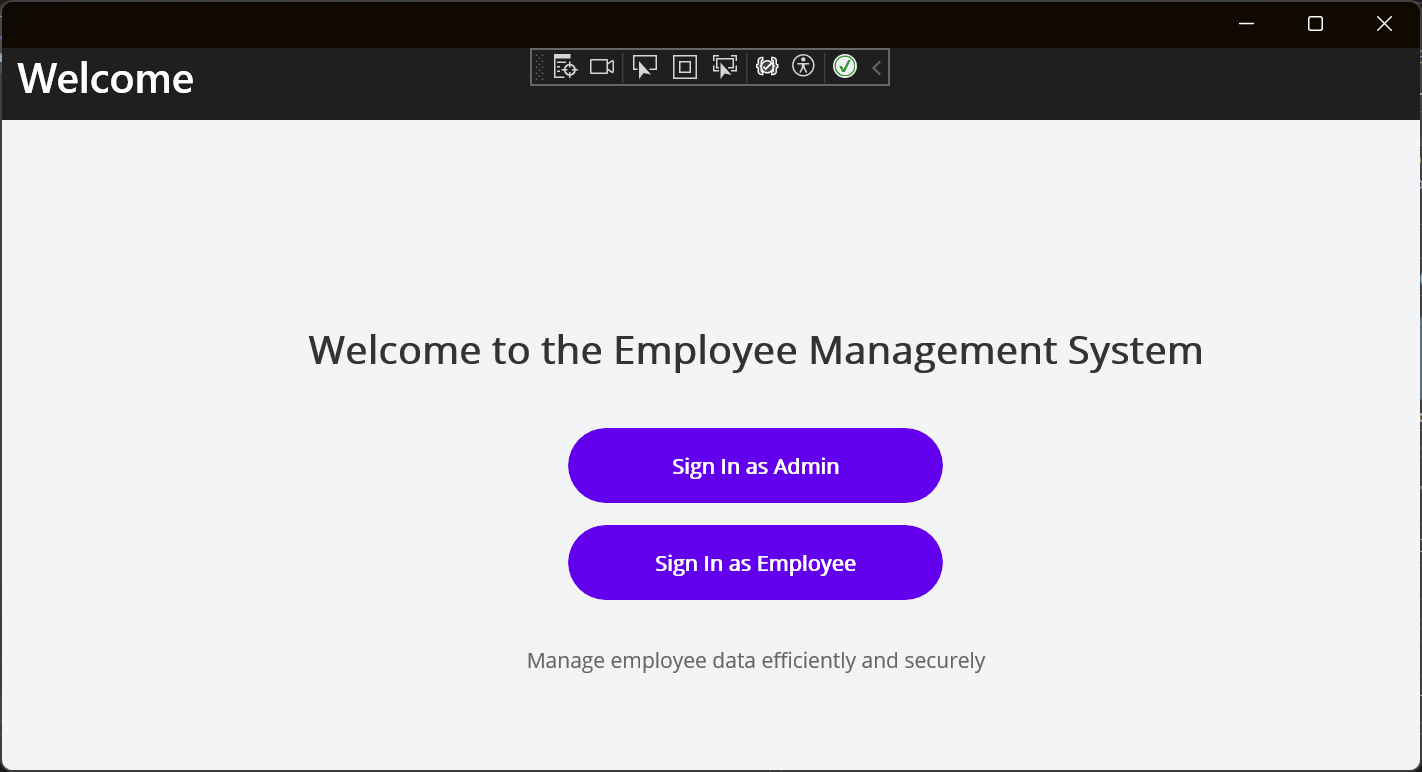 Welcome
Welcome to the Employee Management System
Sign In as Admin
Sign In as Employee
Manage employee data efficiently and securely